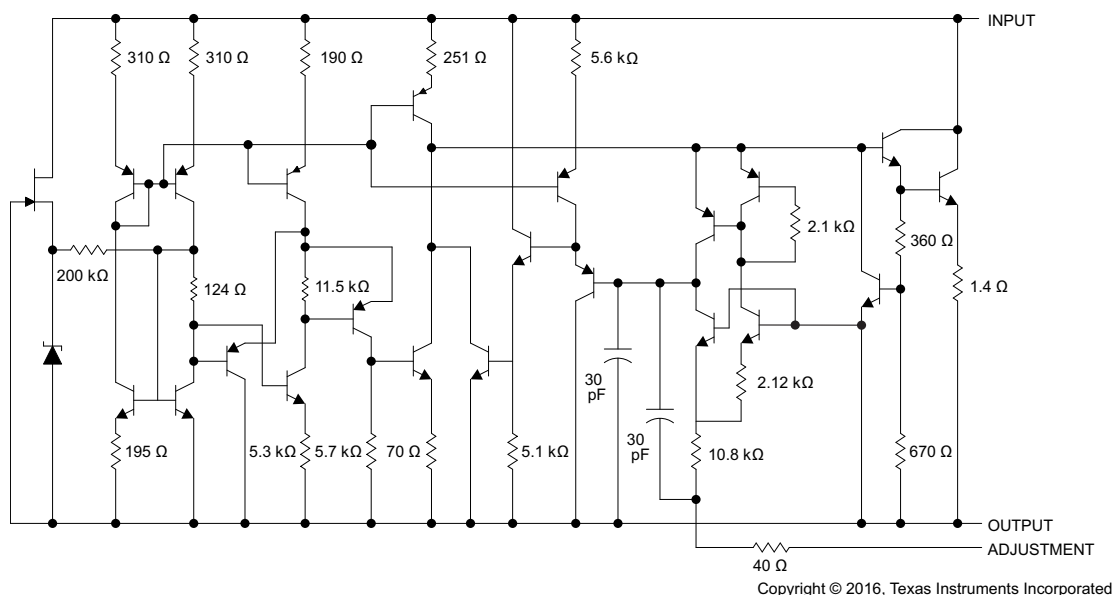 INPUT
310 Ω
310 Ω
190 Ω
251 Ω
5.6 kΩ
2.1 kΩ
360 Ω
200 kΩ
124 Ω
11.5 kΩ
1.4 Ω
30
pF
2.12 kΩ
30
pF
195 Ω
5.3 kΩ
5.7 kΩ
70 Ω
5.1 kΩ
10.8 kΩ
670 Ω
OUTPUT
ADJUSTMENT
40 Ω
Copyright © 2016, Texas Instruments Incorporated